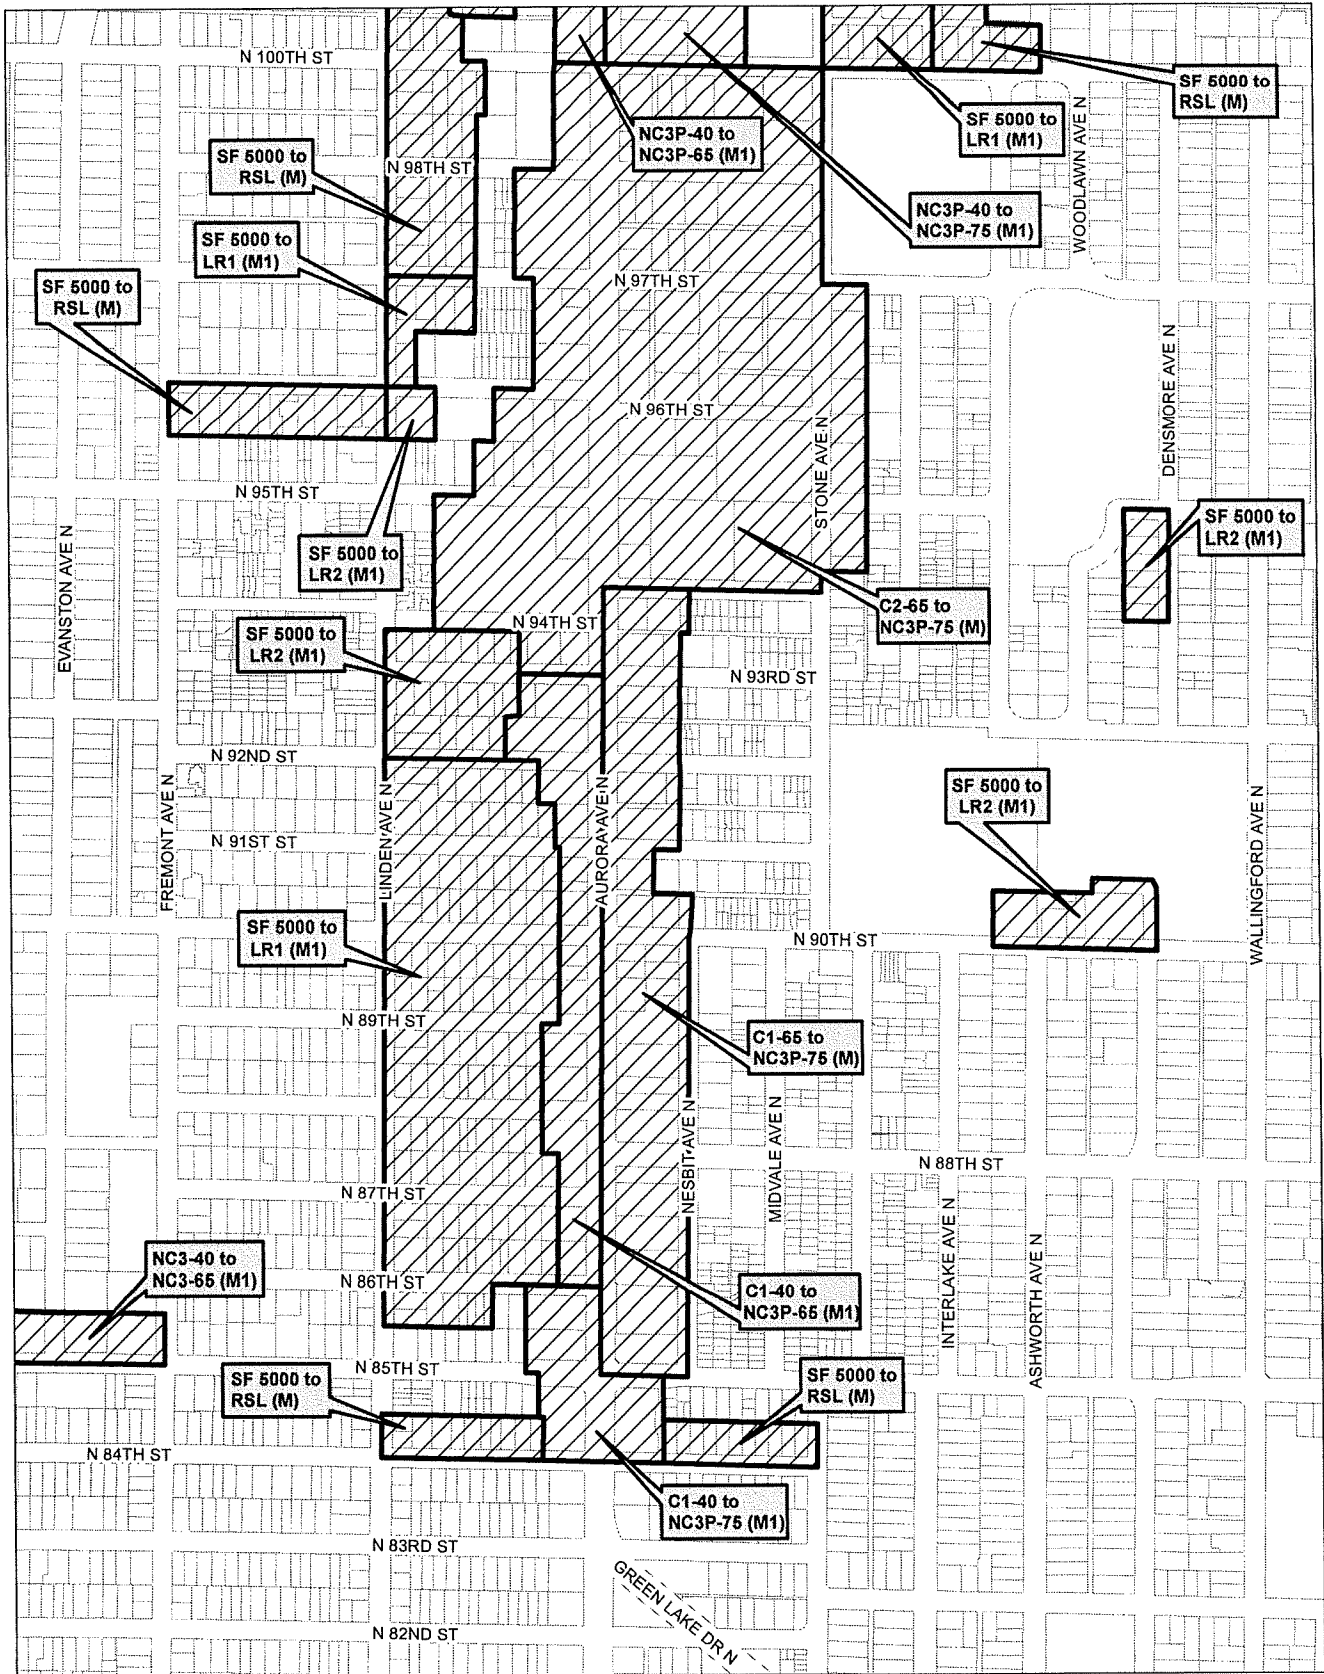 N 100TH ST
SF 5000 to
RSL (M)
WOODLAWN AVE N
SF 5000 to
LR1 (M1)
NC3P-40 to
NC3P-65 (M1)
SF 5000 to
RSL (M)
N 98TH ST
NC3P-40 to
NC3P-75 (M1)
SF 5000 to
LR1 (M1)
SF 5000 to
RSL (M)
N 97TH ST
DENSMORE AVE N
N 96TH ST
STONE AVE N
N 95TH ST
SF 5000 to
LR2 (M1)
SF 5000 to
LR2 (M1)
EVANSTON AVE N
C2-65 to
NC3P-75 (M)
N 94TH ST
SF 5000 to
LR2 (M1)
N 93RD ST
N 92ND ST
FREMONT AVE N
LINDEN AVE N
AURORA AVE N
SF 5000 to
LR2 (M1)
WALLINGFORD AVE N
N 91ST ST
SF 5000 to
LR1 (M1)
N 90TH ST
N 89TH ST
C1-65 to
NC3P-75 (M)
NESBIT AVE N
MIDVALE AVE N
N 88TH ST
N 87TH ST
INTERLAKE AVE N
ASHWORTH AVE N
NC3-40 to
NC3-65 (M1)
N 86TH ST
C1-40 to
NC3P-65 (M1)
N 85TH ST
SF 5000 to
RSL (M)
SF 5000 to
RSL (M)
N 84TH ST
C1-40 to
NC3P-75 (M1)
N 83RD ST
GREEN LAKE DR N
N 82ND ST